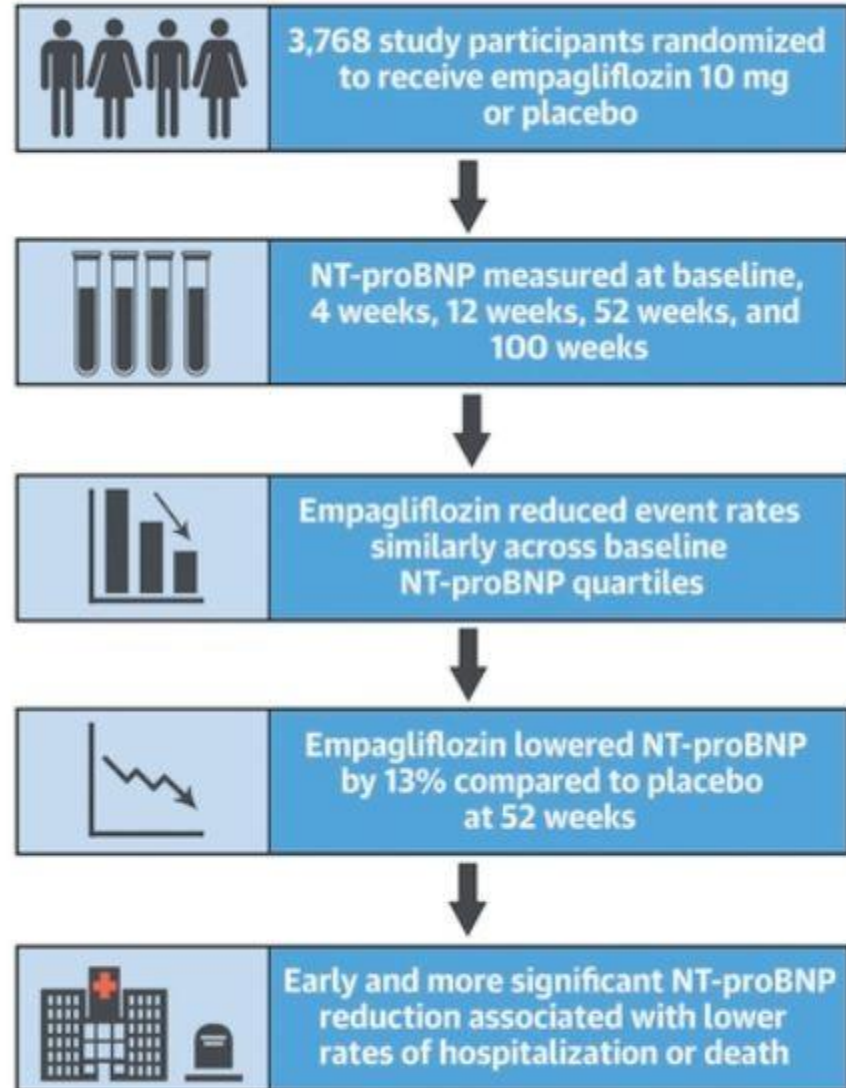 3,768 study participants randomized
to receive empagliflozin 10 mg
or placebo
NT-proBNP measured at baseline,
4 weeks, 12 weeks, 52 weeks, and
100 weeks
Empagliflozin reduced event rates
similarly across baseline
NT-proBNP quartiles
Empagliflozin lowered NT-proBNP
by 13% compared to placebo
at 52 weeks
Early and more significant NT-proBNP
reduction associated with lower
rates of hospitalization or death